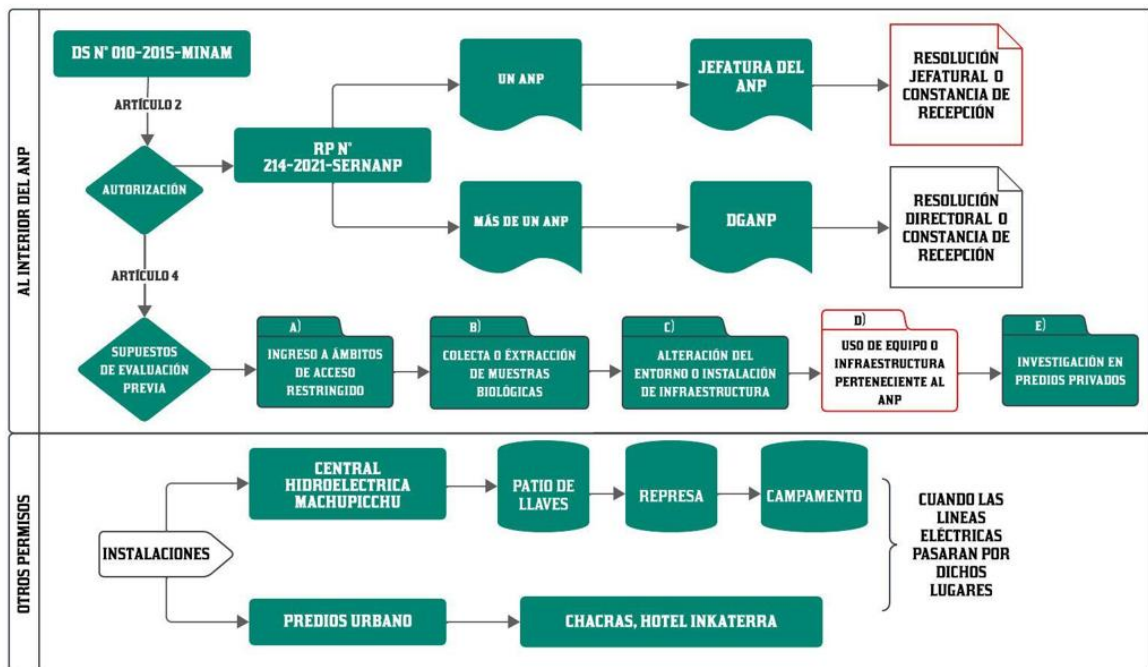 AL INTERIOR DEL ANP
DS N° 010-2015-MINAM
ARTÍCULO 2
AUTORIZACIÓN
RP N°
214-2021-SERNANP
UN ANP
JEFATURA DEL
ANP
RESOLUCIÓN
JEFATURAL O
CONSTANCIA DE
RECEPCIÓN
MÁS DE UN ANP
DGANP
RESOLUCIÓN
DIRECTORAL O
CONSTANCIA DE
RECEPCIÓN
ARTÍCULO 4
SUPUESTOS
DE EVALUACIÓN
PREVIA
A)
INGRESO A ÁMBITOS
DE ACCESO
RESTRINGIDO
B)
COLECTA O ÉXTRACCIÓN
DE MUESTRAS
BIOLÓGICAS
C)
ALTERACIÓN DEL
ENTORNO O INSTALACIÓN
DE INFRAESTRUCTURA
D)
USO DE EQUIPO O
INFRAESTRUCTURA
PERTENECIENTE AL
ANP
E)
INVESTIGACIÓN EN
PREDIOS PRIVADOS
OTROS PERMISOS
INSTALACIONES
CENTRAL
HIDROELECTRICA
MACHUPICCHU
PATIO DE
LLAVES
REPRESA
CAMPAMENTO
CUANDO LAS
LINEAS
ELÉCTRICAS
PASARAN POR
DICHOS
LUGARES
PREDIOS URBANO
CHACRAS, HOTEL INKATERRA